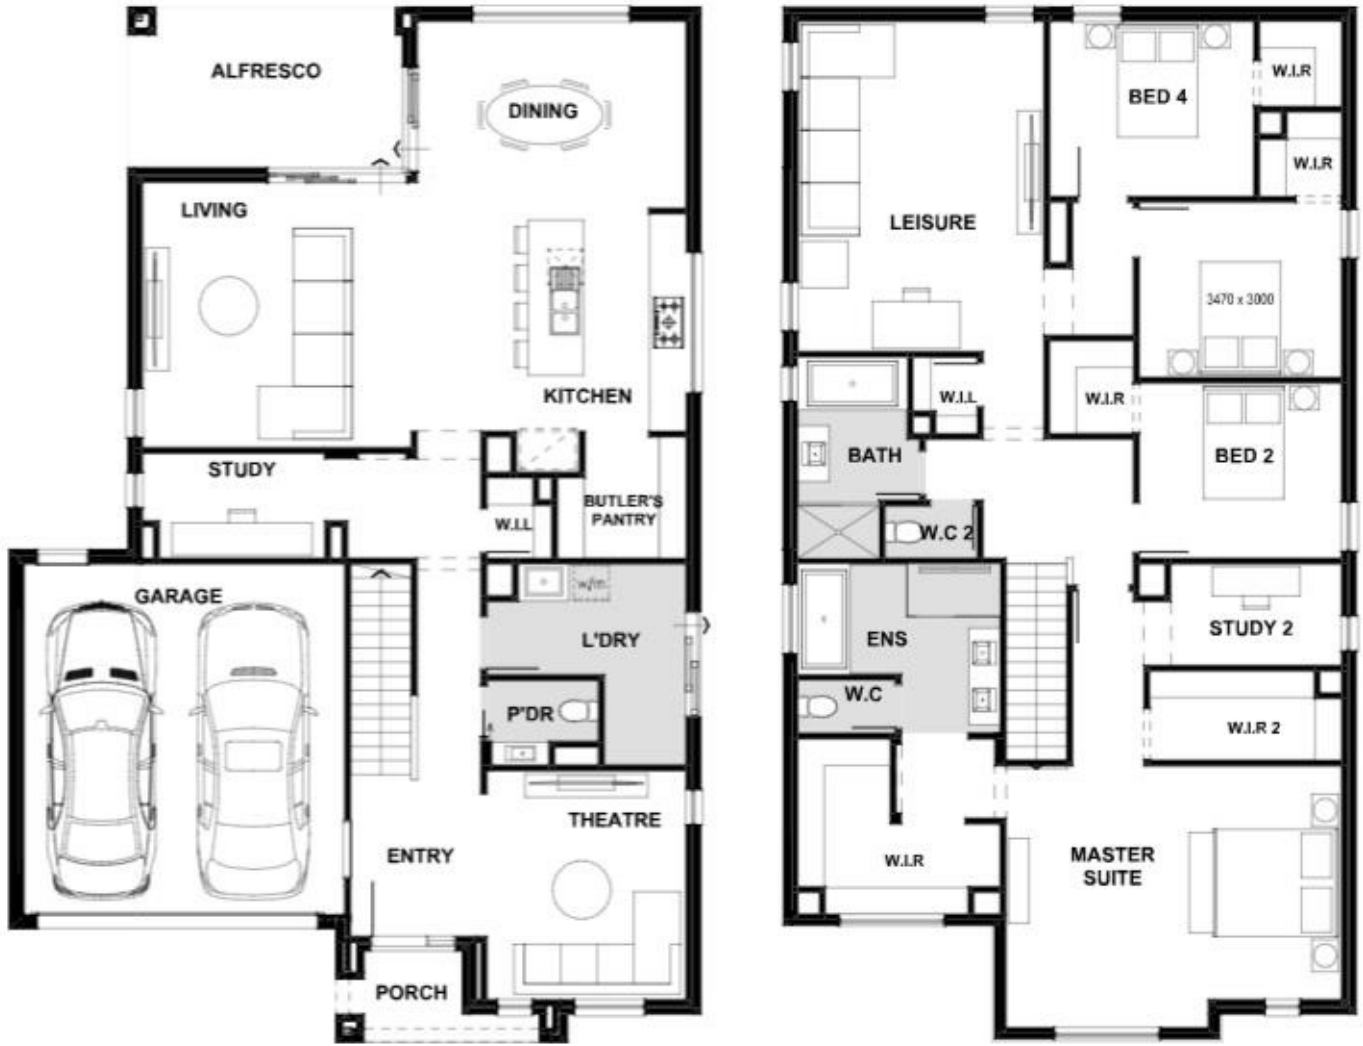 ALFRESCO
DINING
LIVING
KITCHEN
STUDY
W.I.L
BUTLER'S
PANTRY
GARAGE
w/m
L'DRY
P'DR
THEATRE
ENTRY
PORCH
BED 4
W.I.R
W.I.R
LEISURE
3470 x 3000
W.I.L
W.I.R
BATH
BED 2
W.C 2
ENS
STUDY 2
W.C
W.I.R 2
W.I.R
MASTER
SUITE